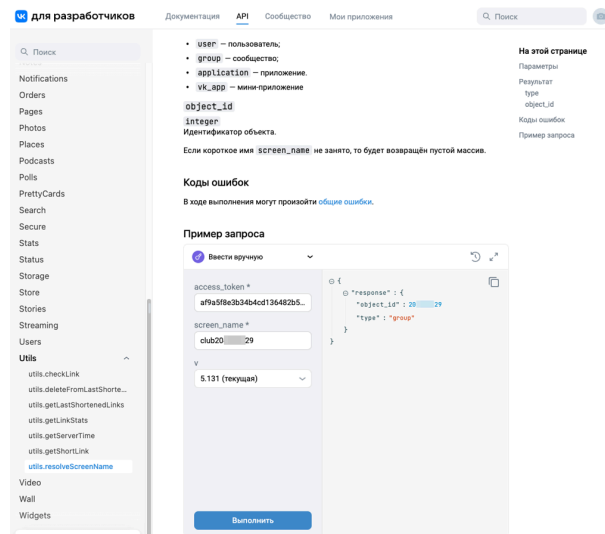 для разработчиков
Документация
API
Сообщество
Мои приложения
Поиск
Поиск
Notifications
Orders
Pages
Photos
Places
Podcasts
Polls
PrettyCards
Search
Secure
Stats
Status
Storage
Store
Stories
Streaming
Users
Utils
utils.checkLink
utils.deleteFromLastShorte...
utils.getLastShortenedLinks
utils.getLinkStats
utils.getServerTime
utils.getShortLink
utils.resolveScreenName
Video
Wall
Widgets
• user — пользователь;
• group — сообщество;
• application — приложение.
• vk_app — мини-приложение
object_id
integer
Идентификатор объекта.
Если короткое имя screen_name не занято, то будет возвращён пустой массив.
Коды ошибок
В ходе выполнения могут произойти общие ошибки.
Пример запроса
Ввести вручную
access_token *
af9a5f8e3b34b4cd136482b5...
screen_name *
club20 29
v
5.131 (текущая)
Выполнить
{
"response" : {
"object_id" : 20 29
"type" : "group"
}
}
На этой странице
Параметры
Результат
type
object_id
Коды ошибок
Пример запроса